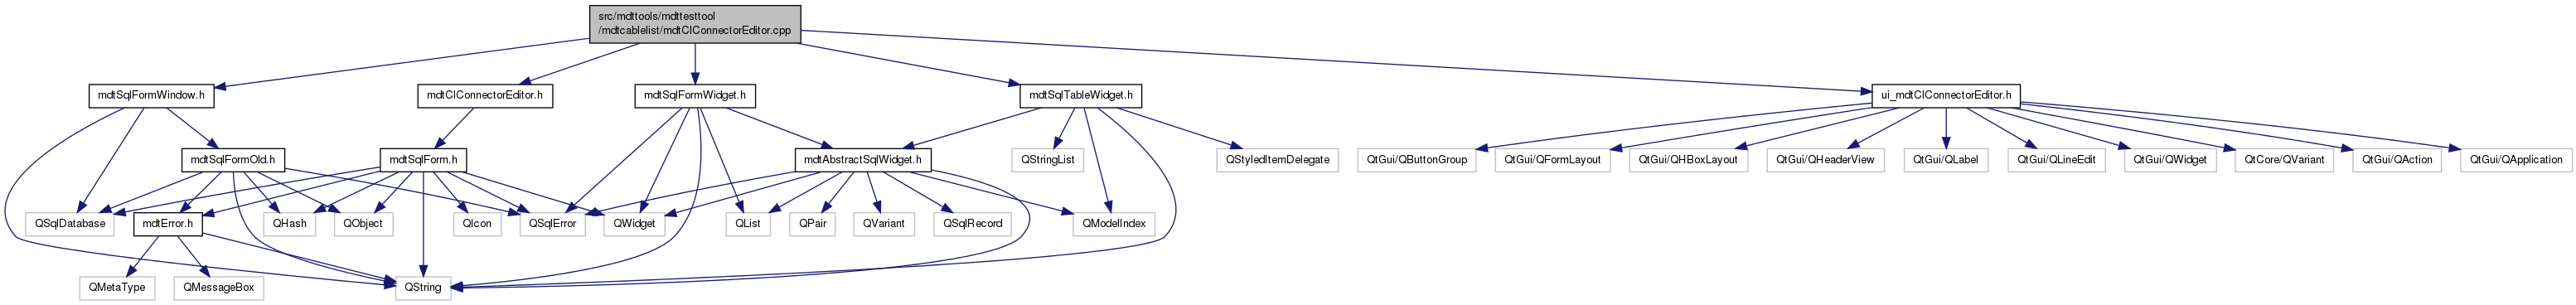 src/mdttools/mdttesttool
/mdtcablelist/mdtClConnectorEditor.cpp
mdtSqlFormWindow.h
mdtClConnectorEditor.h
mdtSqlFormWidget.h
mdtSqlTableWidget.h
ui_mdtClConnectorEditor.h
mdtSqlFormOld.h
mdtSqlForm.h
mdtAbstractSqlWidget.h
QStringList
QStyledItemDelegate
QtGui/QButtonGroup
QtGui/QFormLayout
QtGui/QHBoxLayout
QtGui/QHeaderView
QtGui/QLabel
QtGui/QLineEdit
QtGui/QWidget
QtCore/QVariant
QtGui/QAction
QtGui/QApplication
QSqlDatabase
mdtError.h
QHash
QObject
QIcon
QSqlError
QWidget
QList
QPair
QVariant
QSqlRecord
QModelIndex
QMetaType
QMessageBox
QString